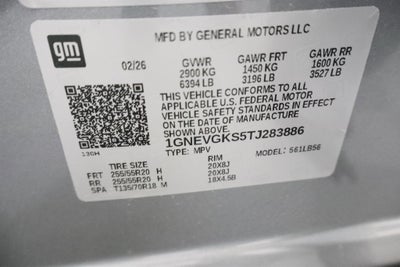 gm
MFD BY GENERAL MOTORS LLC
02/26
GVWR GAWR FRT GAWR RR
2900 KG 1450 KG 1600 KG
6394 LB 3196 LB 3527 LB
THIS VEHICLE CONFORMS TO ALL
APPLICABLE U.S. FEDERAL MOTOR
VEHICLE SAFETY STANDARDS IN EFFECT
ON THE DATE OF MANUFACTURE
1GNEVGKS5TJ283886
TYPE: MPV MODEL: 561LB56
TIRE SIZE RIM
FRT 255/55R20 H 20X8J
RR 255/55R20 H 20X8J
SPA T135/70R18 M 18X4.5B